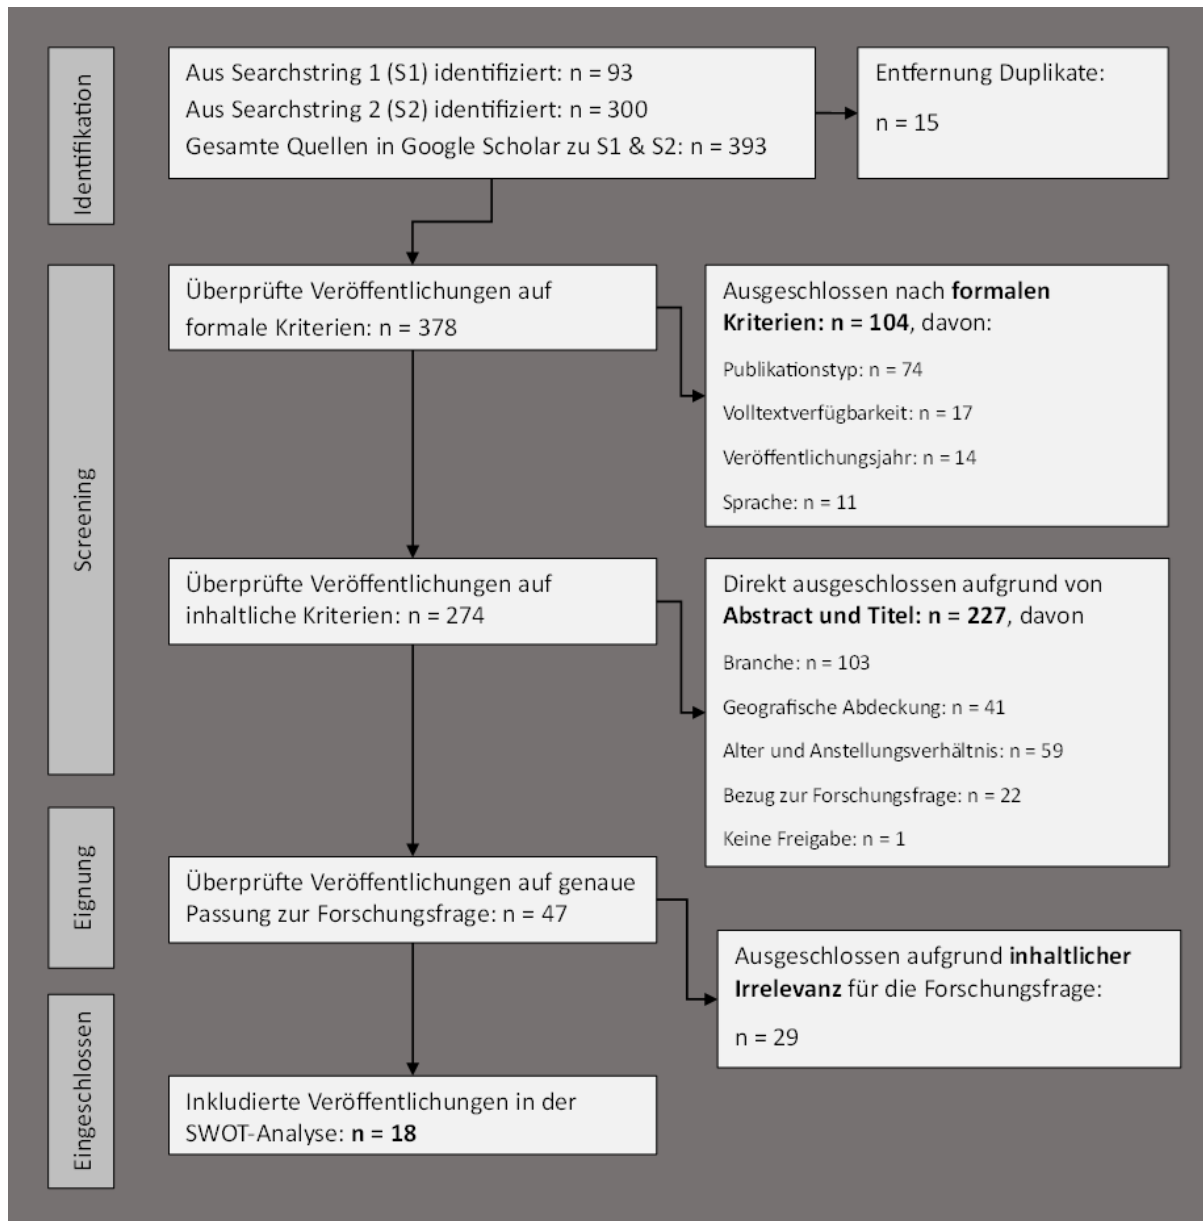 Identifikation
Aus Searchstring 1 (S1) identifiziert: n = 93
Aus Searchstring 2 (S2) identifiziert: n = 300
Gesamte Quellen in Google Scholar zu S1 & S2: n = 393
Entfernung Duplikate:
n = 15
Screening
Überprüfte Veröffentlichungen auf
formale Kriterien: n = 378
Ausgeschlossen nach formalen
Kriterien: n = 104, davon:
Publikationstyp: n = 74
Volltextverfügbarkeit: n = 17
Veröffentlichungsjahr: n = 14
Sprache: n = 11
Überprüfte Veröffentlichungen auf
inhaltliche Kriterien: n = 274
Direkt ausgeschlossen aufgrund von
Abstract und Titel: n = 227, davon
Branche: n = 103
Geografische Abdeckung: n = 41
Alter und Anstellungsverhältnis: n = 59
Bezug zur Forschungsfrage: n = 22
Keine Freigabe: n = 1
Eignung
Überprüfte Veröffentlichungen auf genaue
Passung zur Forschungsfrage: n = 47
Ausgeschlossen aufgrund inhaltlicher
Irrelevanz für die Forschungsfrage:
n = 29
Eingeschlossen
Inkludierte Veröffentlichungen in der
SWOT-Analyse: n = 18